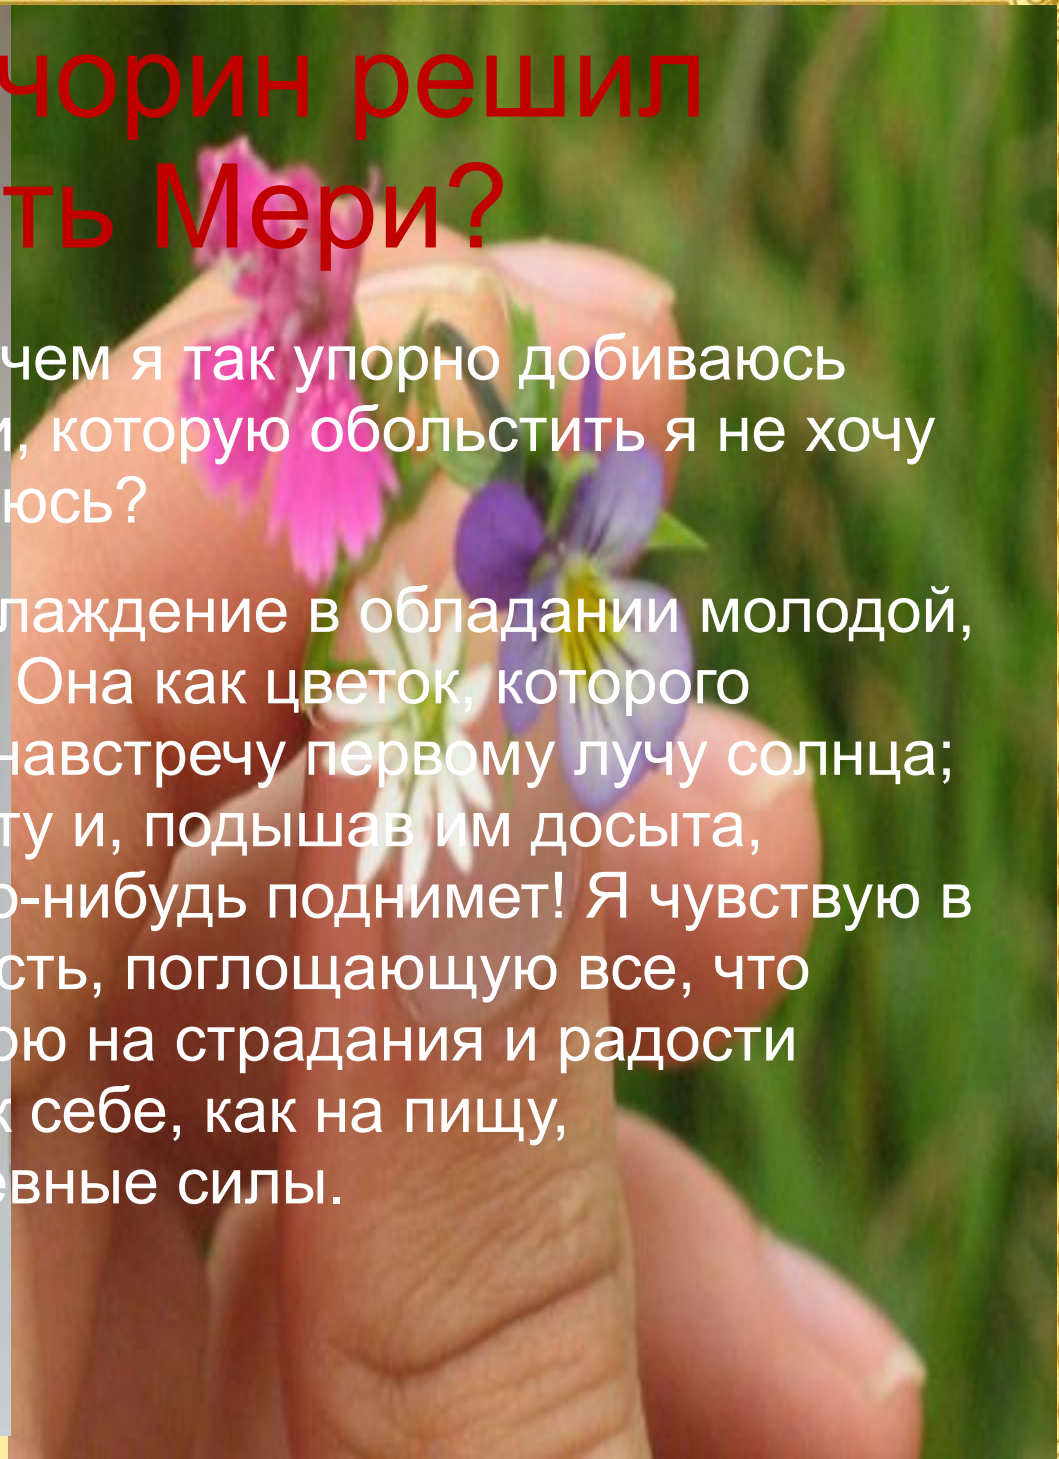 чорин решил
ть Мери?
чем я так упорно добиваюсь
и, которую обольстить я не хочу
юсь?
лаждение в обладании молодой,
Она как цветок, которого
навстречу первому лучу солнца;
ту и, подышав им досыта,
о-нибудь поднимет! Я чувствую в
сть, поглощающую все, что
рю на страдания и радости
к себе, как на пищу,
евные силы.